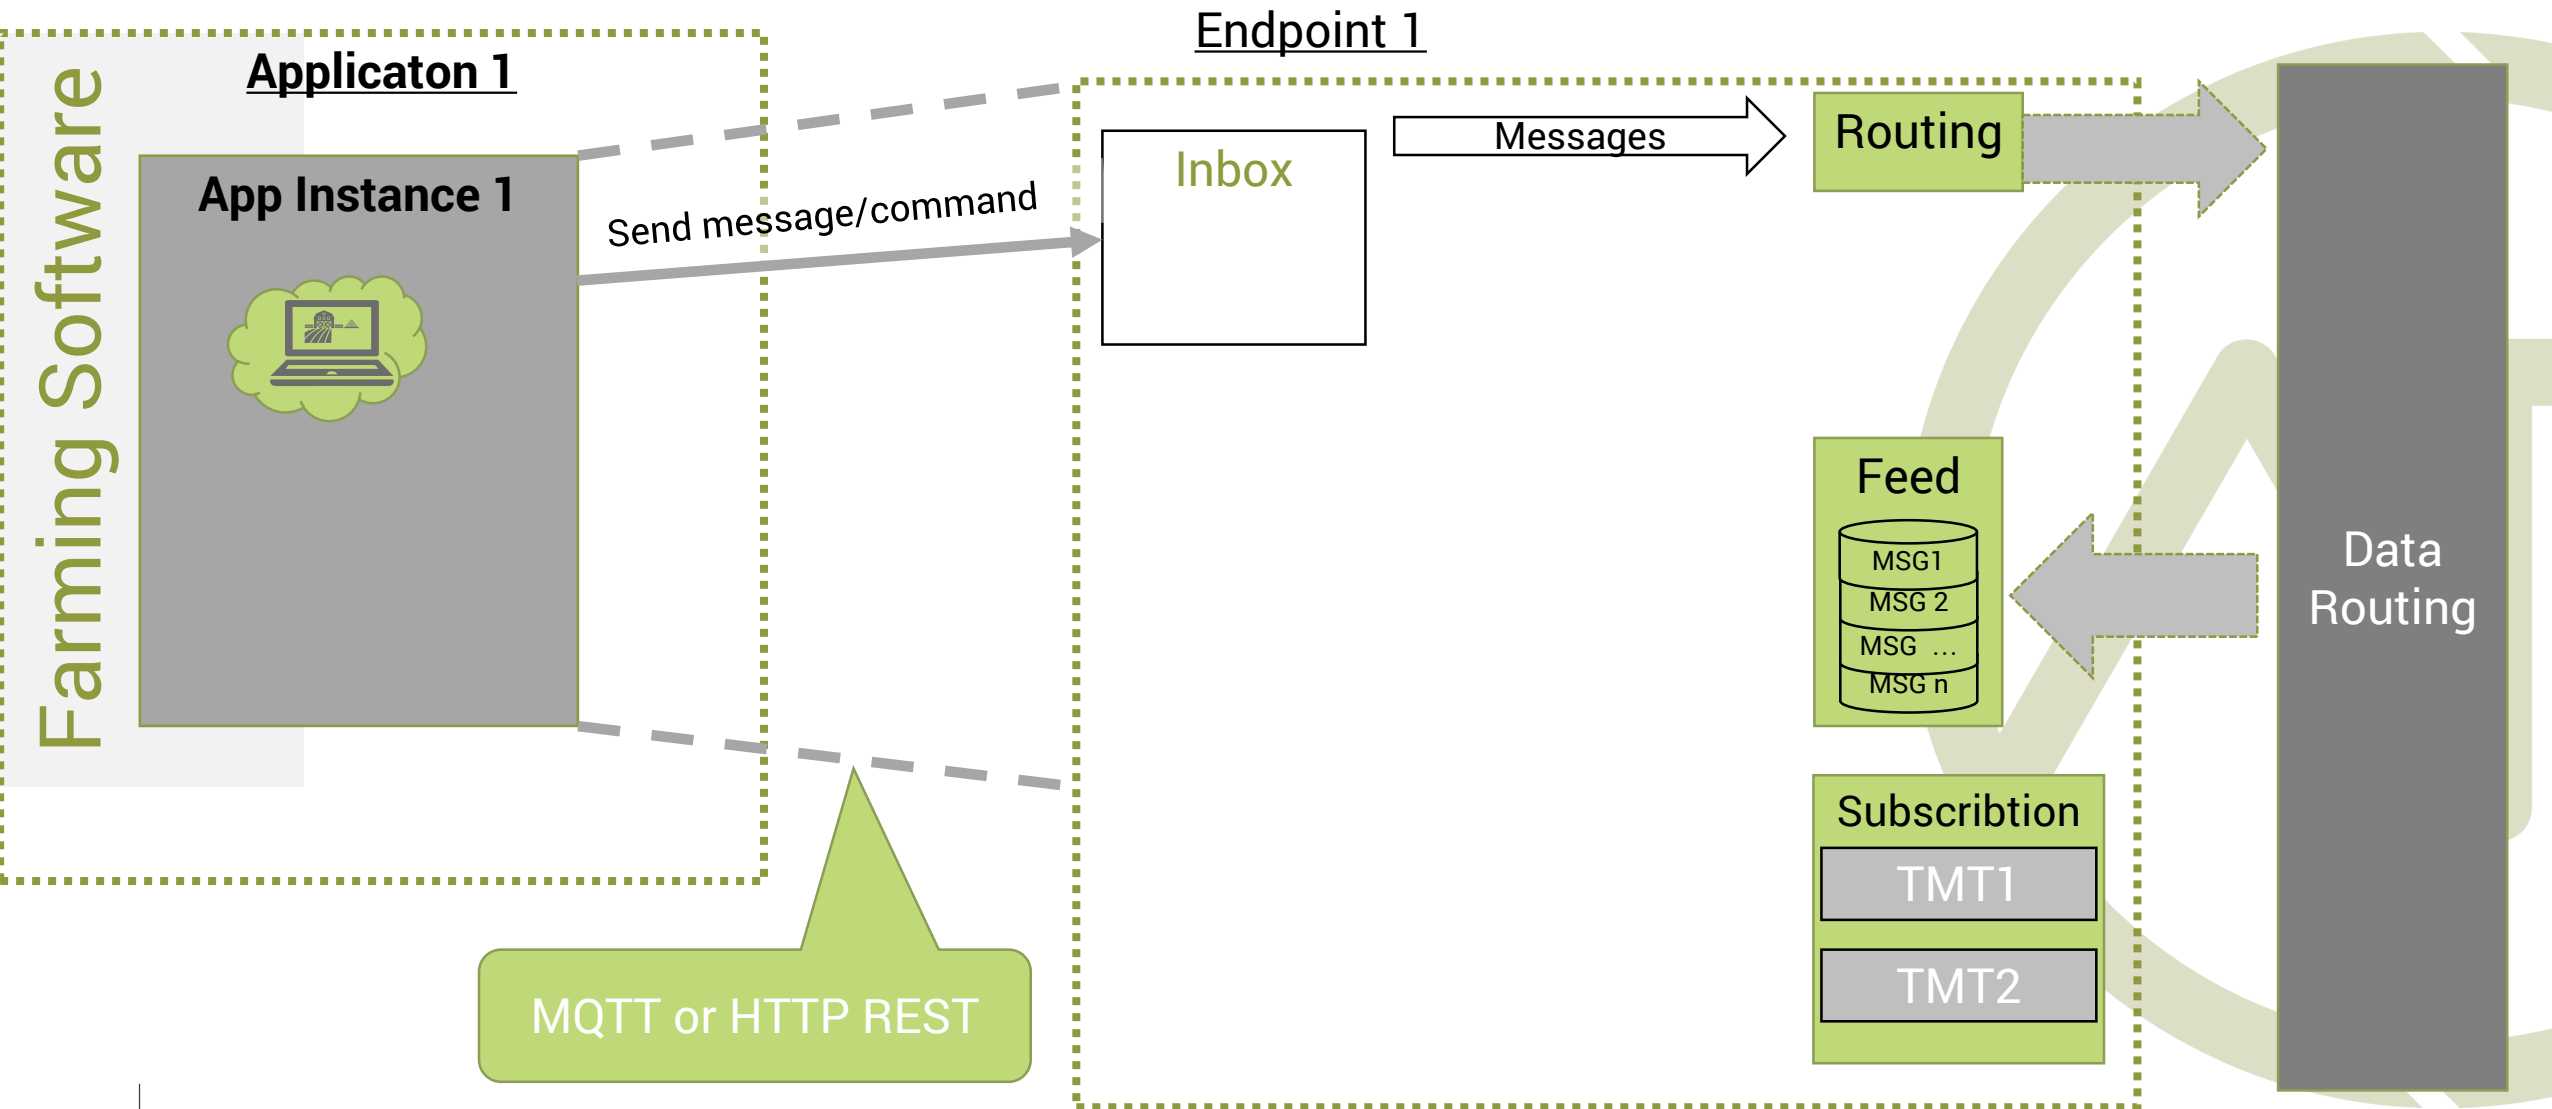 Endpoint 1
Applicaton 1
Farming Software
App Instance 1
Send message/command
Inbox
Messages
Routing
Feed
MSG1
MSG 2
MSG ...
MSG n
Data
Routing
Subscribtion
TMT1
TMT2
MQTT or HTTP REST